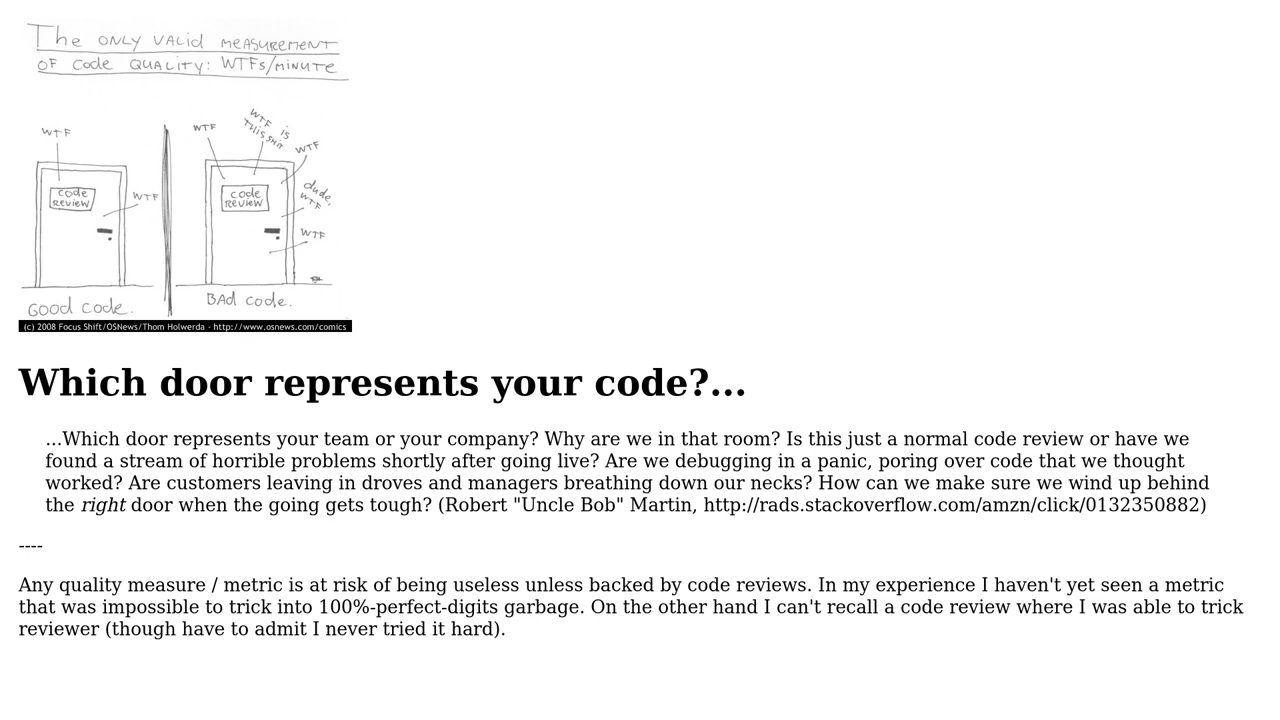 The ONLY VALID MEASUREMENT
OF Code QUALITY: WTFs/MINUTE
WTF
code
REVIEW
WTF
GOOD code.
WTF
WTF IS
THIS SHIT
WTF
code
REVIEW
dude,
WTF
WTF
BAd code.
(c) 2008 Focus Shift/OSNews/Thom Holwerda - http://www.osnews.com/comics
Which door represents your code?...
...Which door represents your team or your company? Why are we in that room? Is this just a normal code review or have we
found a stream of horrible problems shortly after going live? Are we debugging in a panic, poring over code that we thought
worked? Are customers leaving in droves and managers breathing down our necks? How can we make sure we wind up behind
the right door when the going gets tough? (Robert "Uncle Bob" Martin, http://rads.stackoverflow.com/amzn/click/0132350882)
----
Any quality measure / metric is at risk of being useless unless backed by code reviews. In my experience I haven't yet seen a metric
that was impossible to trick into 100%-perfect-digits garbage. On the other hand I can't recall a code review where I was able to trick
reviewer (though have to admit I never tried it hard).